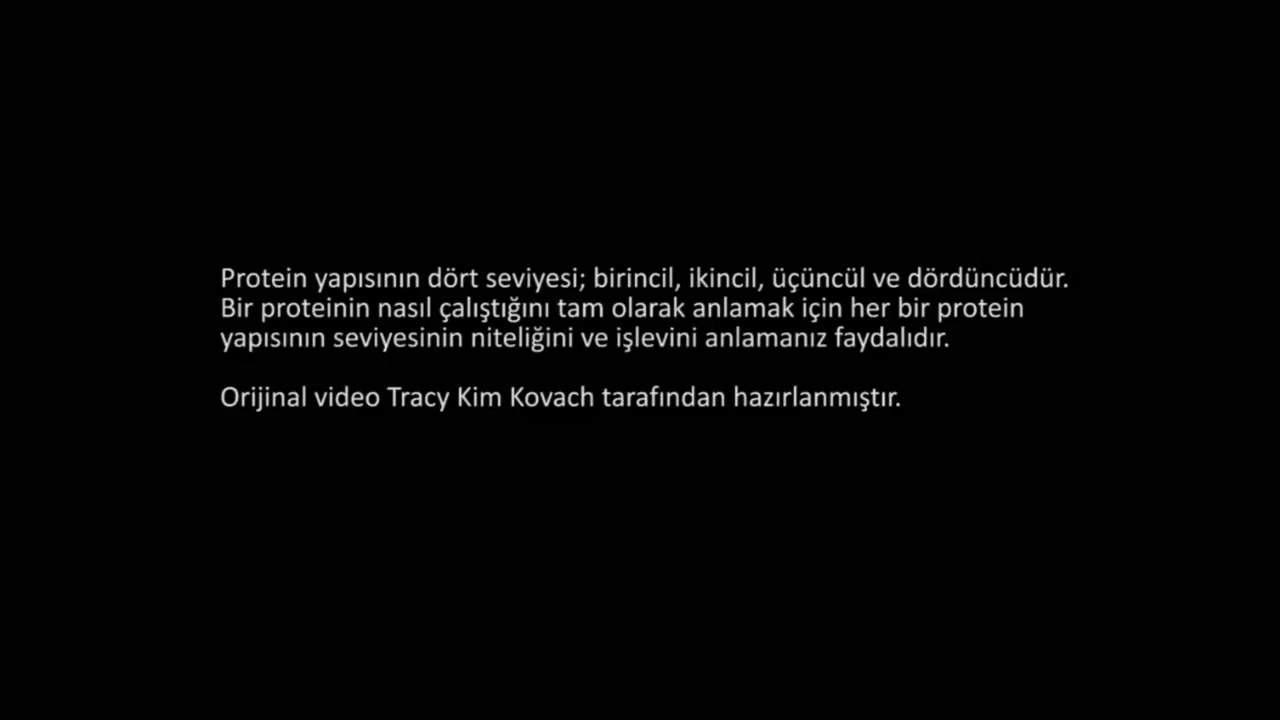 Protein yapısının dört seviyesi; birincil, ikincil, üçüncül ve dördüncüdür.
Bir proteinin nasıl çalıştığını tam olarak anlamak için her bir protein
yapısının seviyesinin niteliğini ve işlevini anlamanız faydalıdır.
Orijinal video Tracy Kim Kovach tarafından hazırlanmıştır.